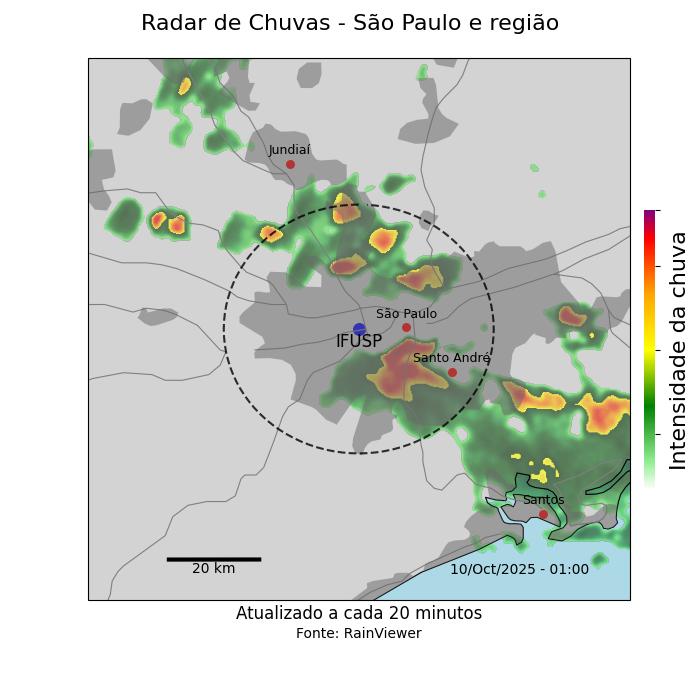 Radar de Chuvas - São Paulo e região
Jundiaí
São Paulo
IFUSP
Santo André
Santos
20 km
10/Oct/2025 - 01:00
Intensidade da chuva
Atualizado a cada 20 minutos
Fonte: RainViewer